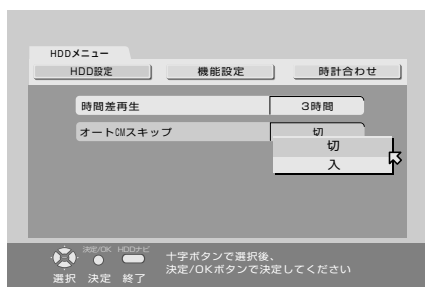 HDDメニュー
HDD設定 機能設定 時計合わせ
時間差再生 3時間
オートCMスキップ 切
切
入
決定/OK HDDナビ
選択 決定 終了
十字ボタンで選択後、
決定/OKボタンで決定してください